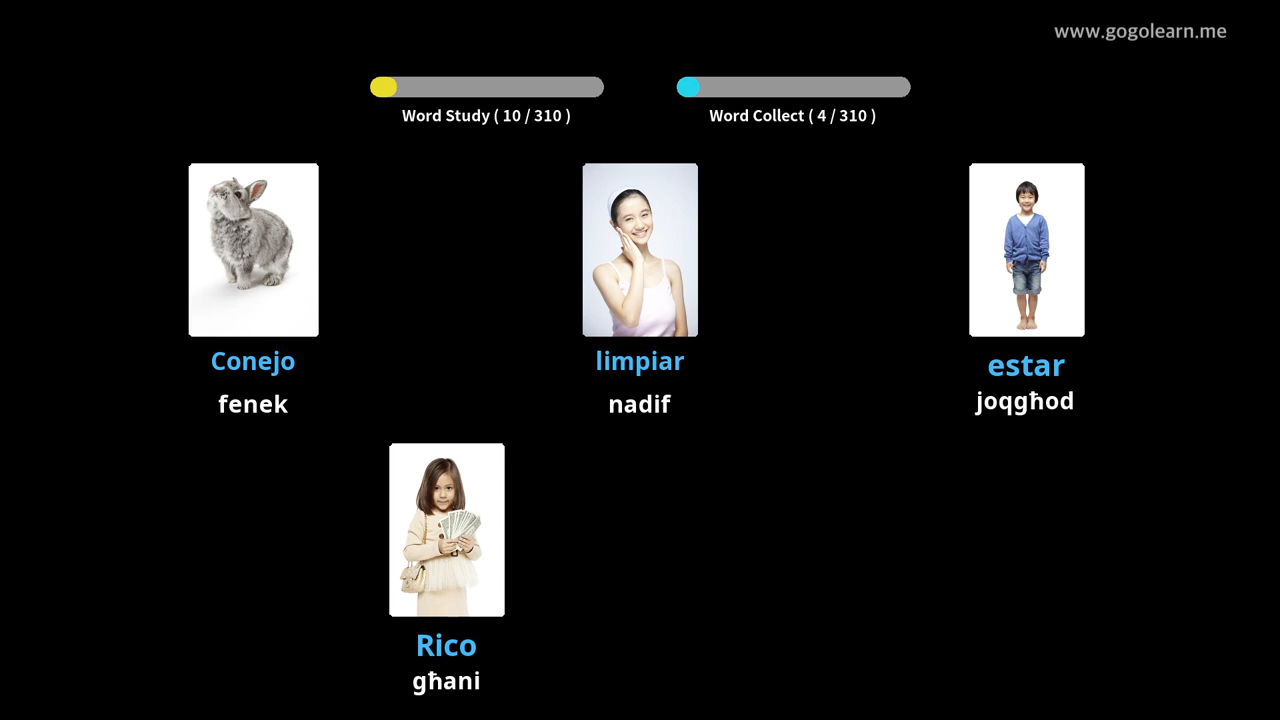 www.gogolearn.me
Word Study ( 10 / 310 )
Word Collect ( 4 / 310 )
Conejo
limpiar
estar
fenek
nadif
joqgħod
Rico
għani